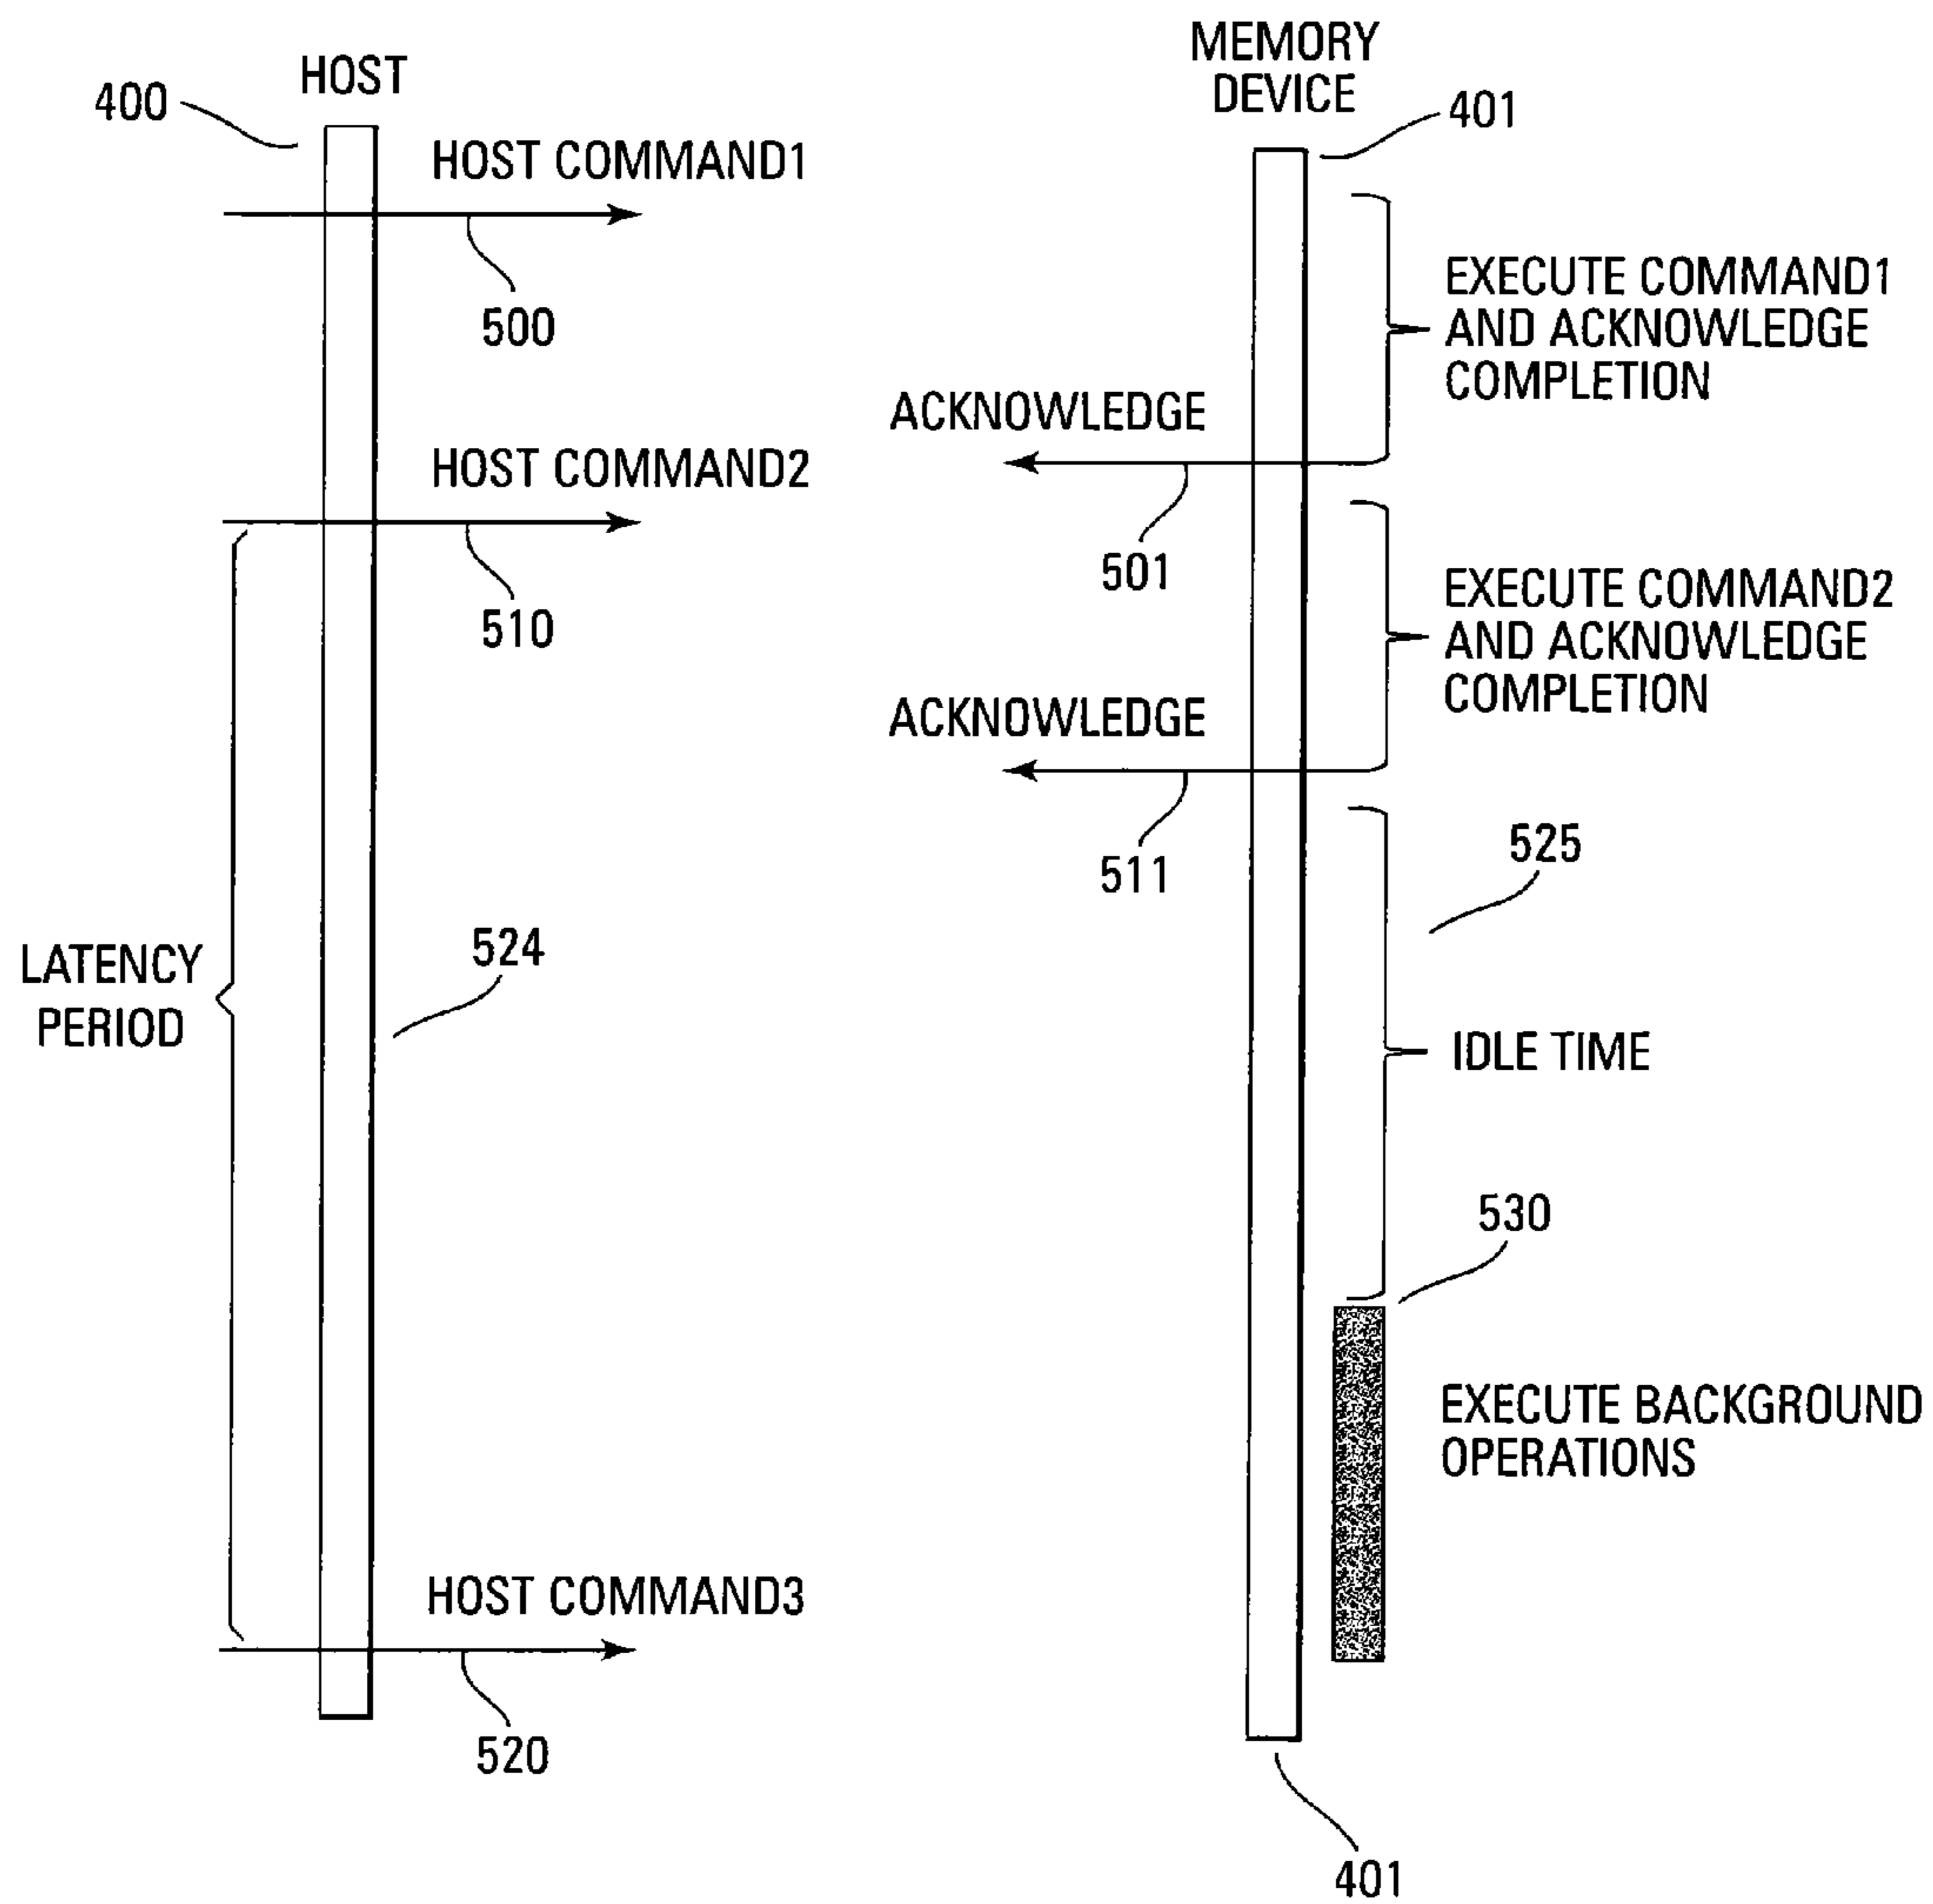 HOST
400
MEMORY
DEVICE
401
HOST COMMAND1
500
EXECUTE COMMAND1
AND ACKNOWLEDGE
COMPLETION
ACKNOWLEDGE
501
HOST COMMAND2
510
EXECUTE COMMAND2
AND ACKNOWLEDGE
COMPLETION
ACKNOWLEDGE
511
525
LATENCY
PERIOD
524
IDLE TIME
530
EXECUTE BACKGROUND
OPERATIONS
HOST COMMAND3
520
401